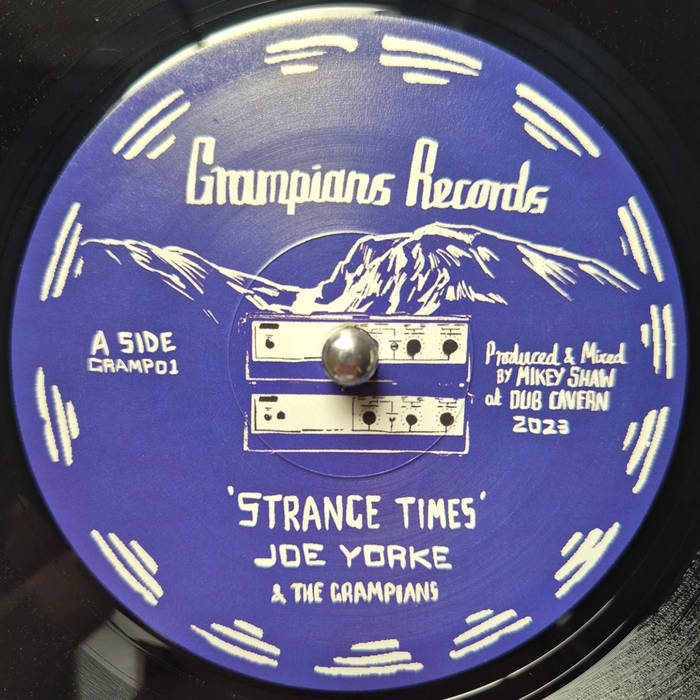 Grampians Records
A SIDE
GRAMP01
Produced & Mixed
BY MIKEY SHAW
at DUB CAVERN
2023
'STRANGE TIMES'
JOE YORKE
& THE GRAMPIANS